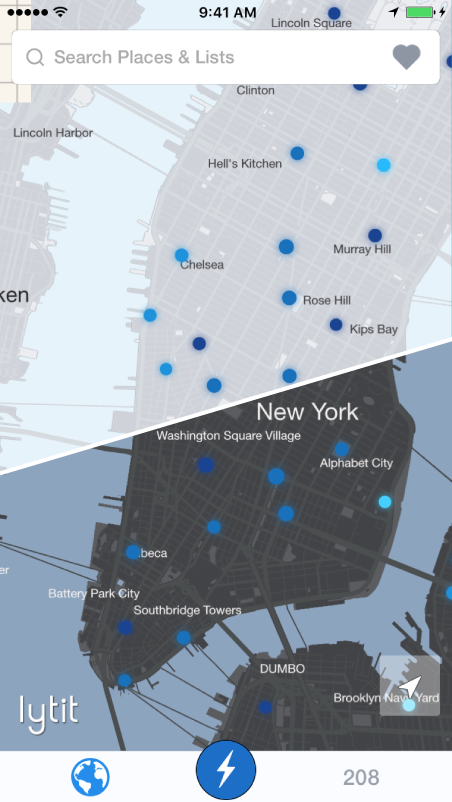 9:41 AM
Lincoln Square
Search Places & Lists
Clinton
Lincoln Harbor
Hell's Kitchen
Murray Hill
Chelsea
ken
Rose Hill
Kips Bay
New York
Washington Square Village
Alphabet City
beca
er
Battery Park City
Southbridge Towers
DUMBO
Brooklyn Navy Yard
lytit
208